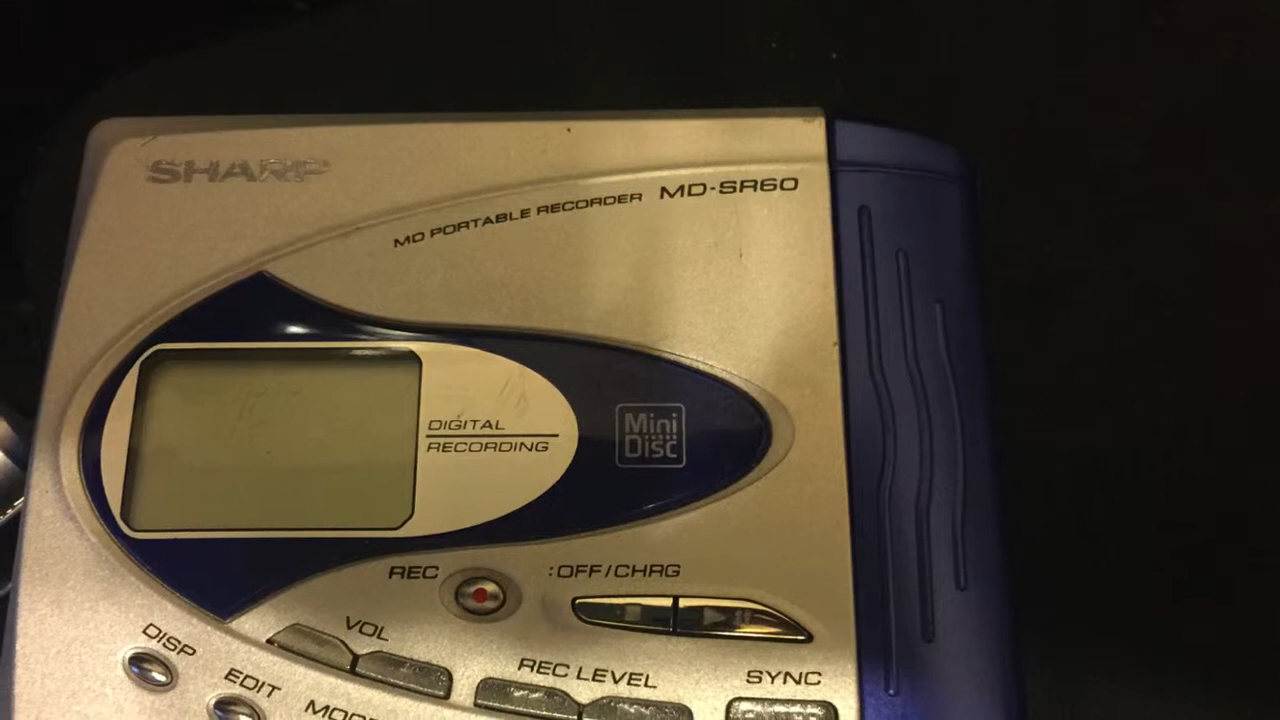 SHARP
MD PORTABLE RECORDER MD-SR60
DIGITAL
RECORDING
Mini
Disc
REC
:OFF/CHRG
VOL
DISP
REC LEVEL
SYNC
EDIT